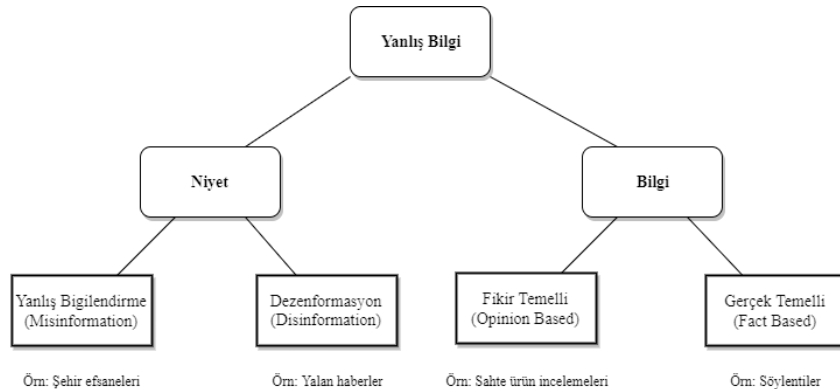 Yanlış Bilgi
Niyet
Bilgi
Yanlış Bigilendirme
(Misinformation)
Dezenformasyon
(Disinformation)
Fikir Temelli
(Opinion Based)
Gerçek Temelli
(Fact Based)
Örn: Şehir efsaneleri
Örn: Yalan haberler
Örn: Sahte ürün incelemeleri
Örn: Söylentiler